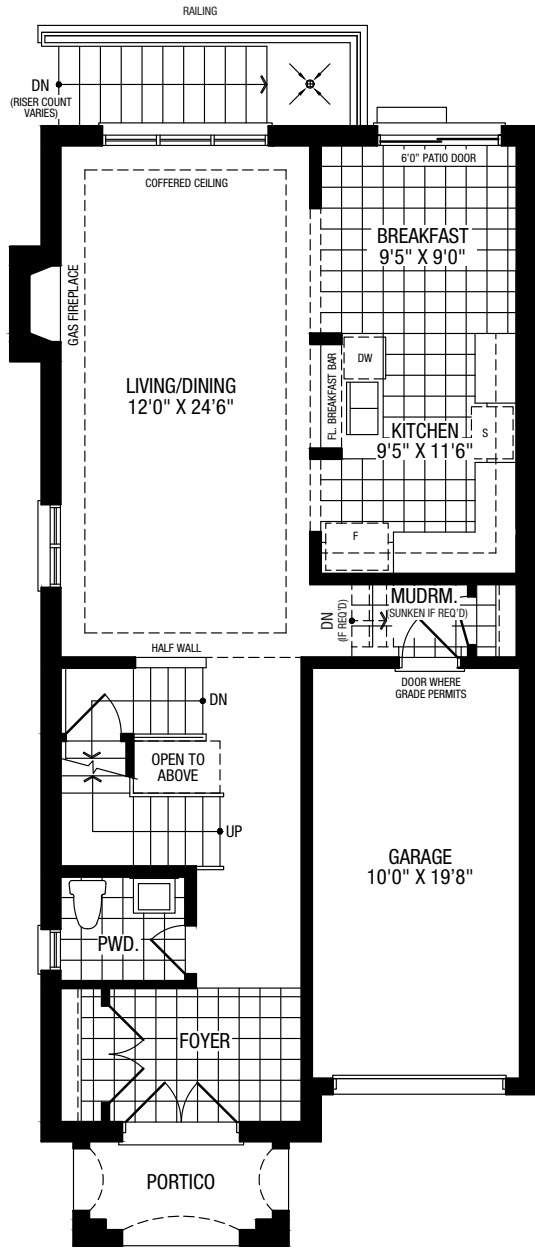 RAILING
DN
(RISER COUNT
VARIES)
6'0" PATIO DOOR
COFFERED CEILING
BREAKFAST
9'5" X 9'0"
GAS FIREPLACE
LIVING/DINING
12'0" X 24'6"
FL. BREAKFAST BAR
DW
KITCHEN
9'5" X 11'6"
S
F
MUDRM.
(SUNKEN IF REQ'D)
DN
(IF REQ'D)
HALF WALL
DOOR WHERE
GRADE PERMITS
DN
OPEN TO
ABOVE
UP
GARAGE
10'0" X 19'8"
PWD.
FOYER
PORTICO